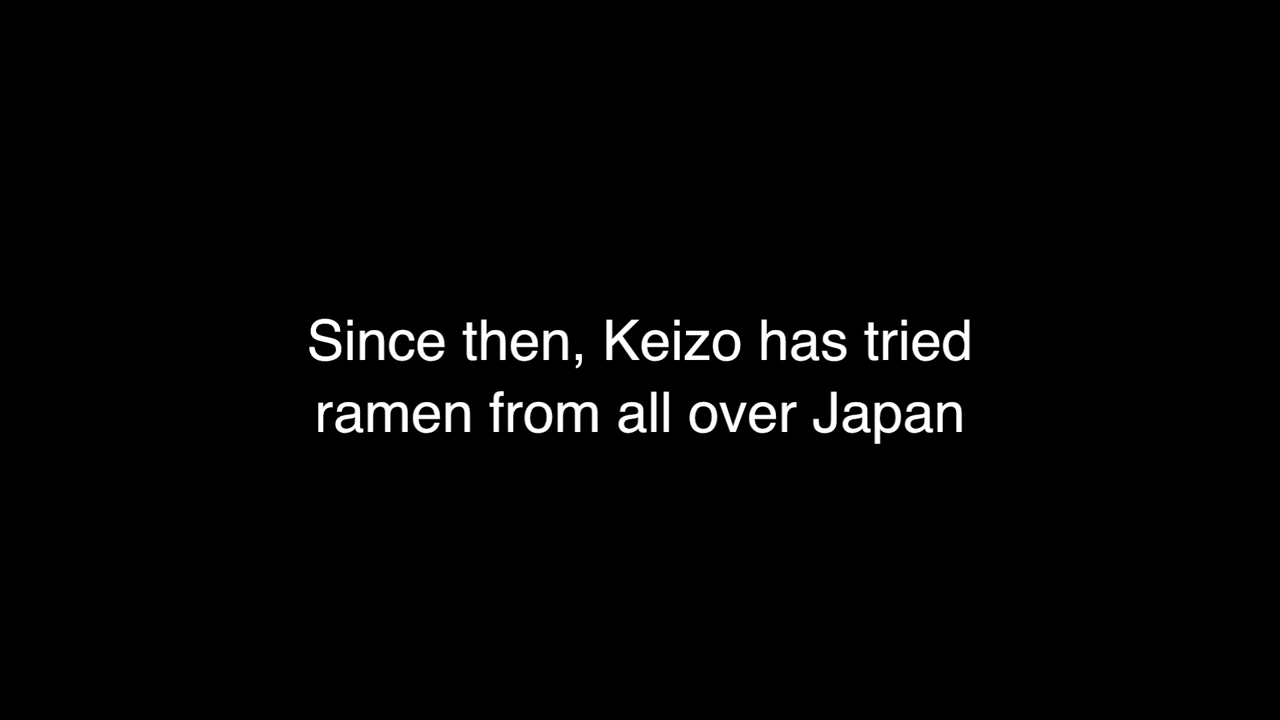 Since then, Keizo has tried
ramen from all over Japan